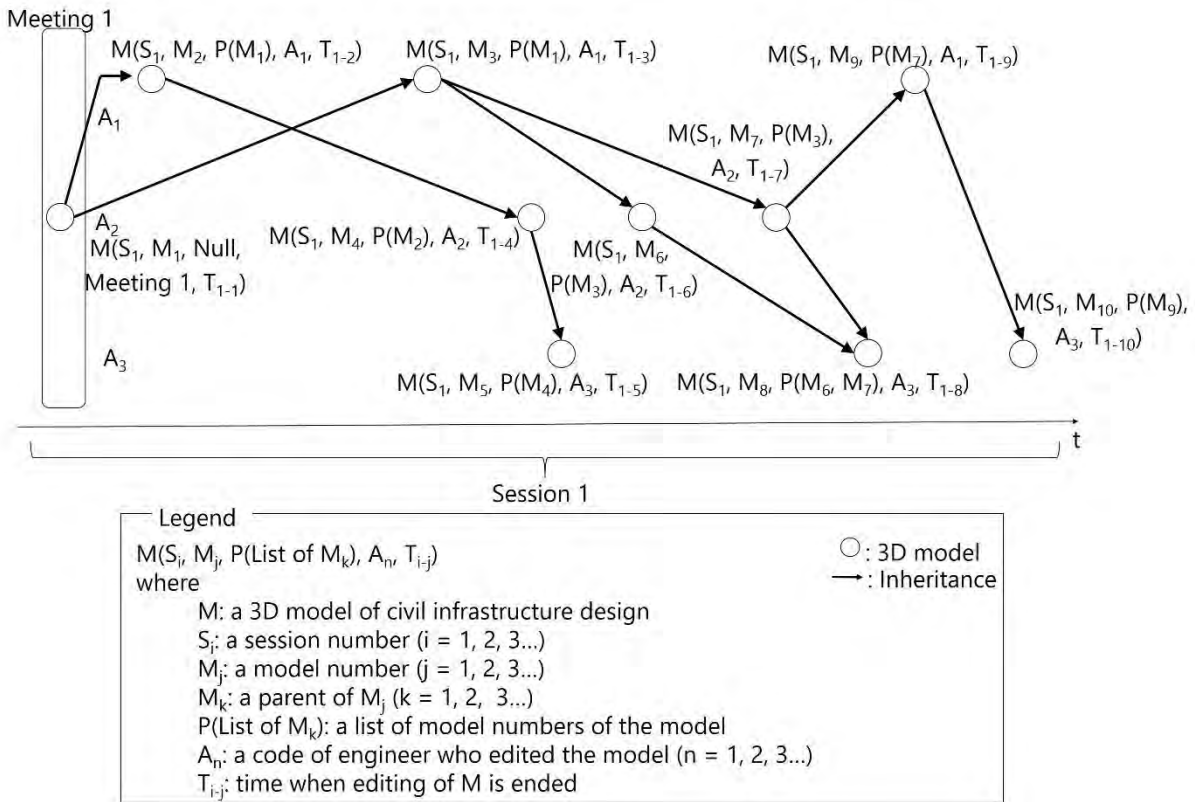 Meeting 1
M(S₁, M₂, P(M₁), A₁, T₁₋₂)
M(S₁, M₃, P(M₁), A₁, T₁₋₃)
M(S₁, M₉, P(M₇), A₁, T₁₋₉)
A₁
M(S₁, M₇, P(M₃),
A₂, T₁₋₇)
A₂
M(S₁, M₁, Null,
Meeting 1, T₁₋₁)
M(S₁, M₄, P(M₂), A₂, T₁₋₄)
M(S₁, M₆,
P(M₃), A₂, T₁₋₆)
M(S₁, M₁₀, P(M₉),
A₃, T₁₋₁₀)
A₃
M(S₁, M₅, P(M₄), A₃, T₁₋₅)
M(S₁, M₈, P(M₆, M₇), A₃, T₁₋₈)
t
Session 1
Legend
M(Sᵢ, Mⱼ, P(List of Mₖ), Aₙ, Tᵢ₋ⱼ)
where
M: a 3D model of civil infrastructure design
Sᵢ: a session number (i = 1, 2, 3...)
Mⱼ: a model number (j = 1, 2, 3...)
Mₖ: a parent of Mⱼ (k = 1, 2, 3...)
P(List of Mₖ): a list of model numbers of the model
Aₙ: a code of engineer who edited the model (n = 1, 2, 3...)
Tᵢ₋ⱼ: time when editing of M is ended
: 3D model
: Inheritance